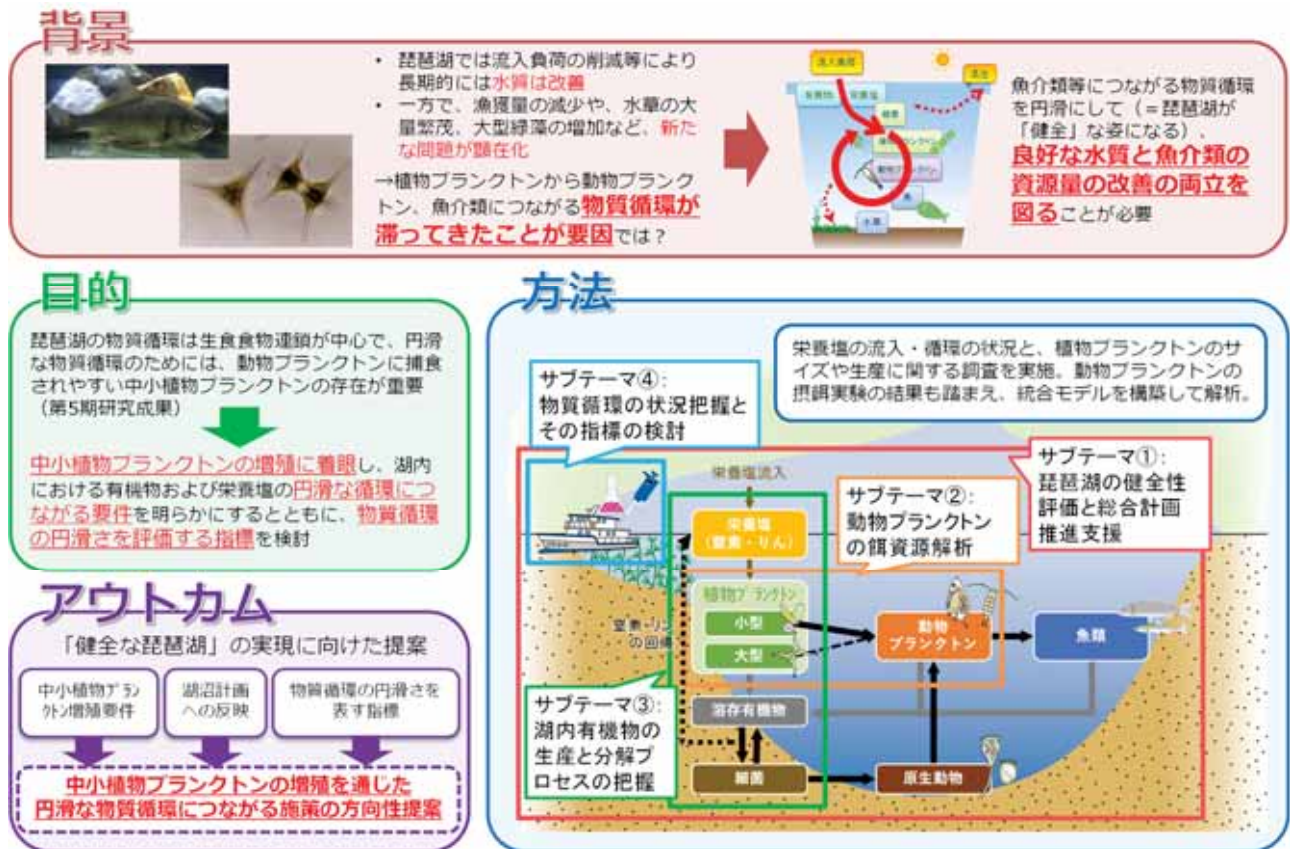 背景
• 琵琶湖では流入負荷の削減等により
長期的には水質は改善
• 一方で、漁獲量の減少や、水草の大
量繁茂、大型緑藻の増加など、新た
な問題が顕在化
→植物プランクトンから動物プランク
トン、魚介類につながる物質循環が
滞ってきたことが要因では？
流入負荷
栄養塩
動物プランクトン
魚
水草
魚介類等につながる物質循環
を円滑にして（＝琵琶湖が
「健全」な姿になる）、
良好な水質と魚介類の
資源量の改善の両立を
図ることが必要
目的
琵琶湖の物質循環は生食食物連鎖が中心で、円滑
な物質循環のためには、動物プランクトンに捕食
されやすい中小植物プランクトンの存在が重要
（第5期研究成果）
中小植物プランクトンの増殖に着眼し、湖内
における有機物および栄養塩の円滑な循環につ
ながる要件を明らかにするとともに、物質循環
の円滑さを評価する指標を検討
アウトカム
「健全な琵琶湖」の実現に向けた提案
中小植物プラン
クトン増殖要件
湖沼計画
への反映
物質循環の円滑さを
表す指標
中小植物プランクトンの増殖を通じた
円滑な物質循環につながる施策の方向性提案
方法
栄養塩の流入・循環の状況と、植物プランクトンのサ
イズや生産に関する調査を実施。動物プランクトンの
摂餌実験の結果も踏まえ、統合モデルを構築して解析。
サブテーマ④：
物質循環の状況把握と
その指標の検討
サブテーマ①：
琵琶湖の健全性
評価と総合計画
推進支援
サブテーマ②：
動物プランクトン
の餌資源解析
サブテーマ③：
湖内有機物の
生産と分解プ
ロセスの把握
栄養塩流入
栄養塩
（窒素・りん）
植物プランクトン
小型
大型
窒素・リン
の回帰
溶存有機物
細菌
動物
プランクトン
魚類
原生動物